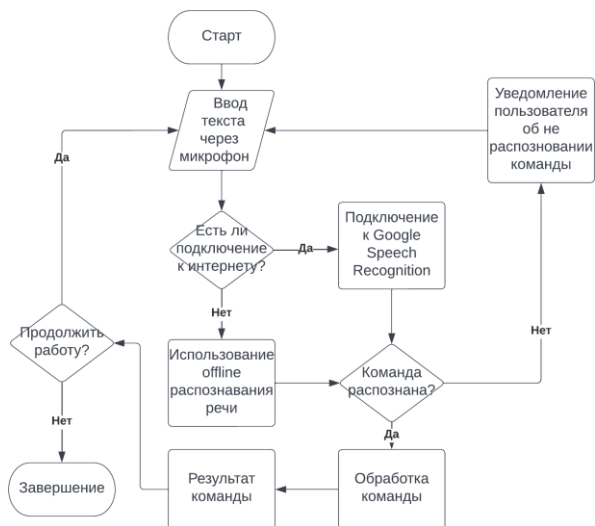 Старт
Ввод
текста
через
микрофон
Уведомление
пользователя
об не
распозновании
команды
Да
Есть ли
подключение
к интернету?
Да
Подключение
к Google
Speech
Recognition
Нет
Продолжить
работу?
Использование
offline
распознавания
речи
Команда
распознана?
Нет
Нет
Да
Завершение
Результат
команды
Обработка
команды